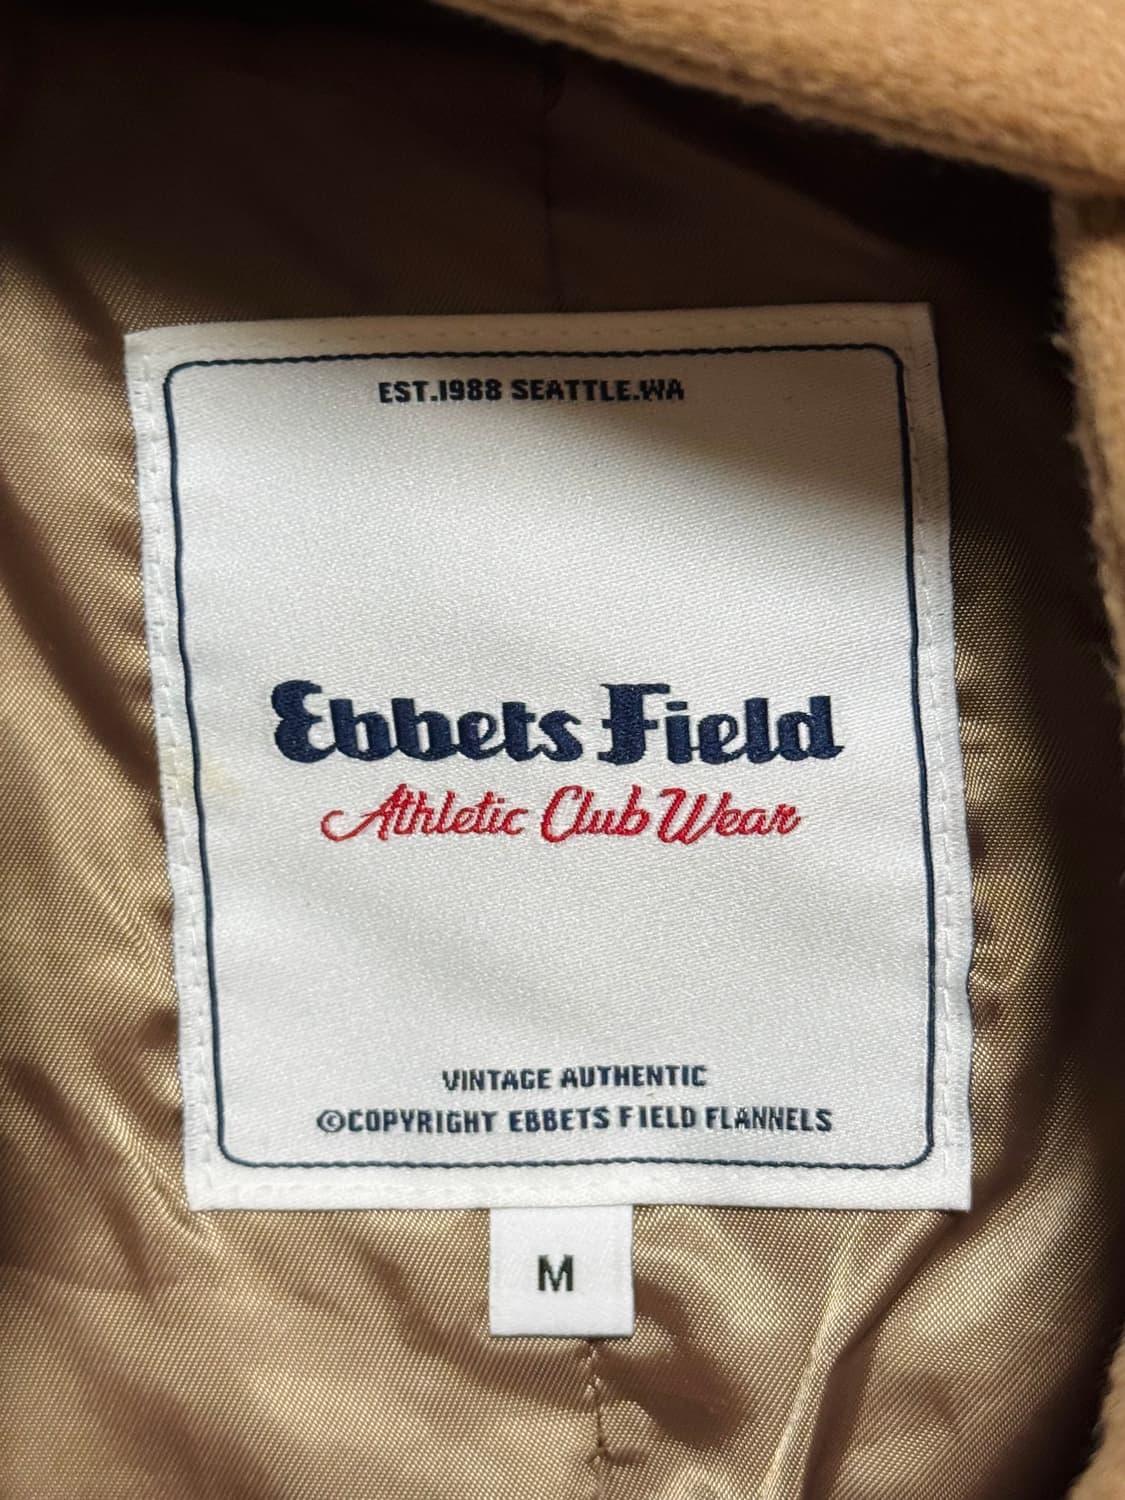 EST.1988 SEATTLE.WA
Ebbets Field
Athletic Club Wear
VINTAGE AUTHENTIC
©COPYRIGHT EBBETS FIELD FLANNELS
M